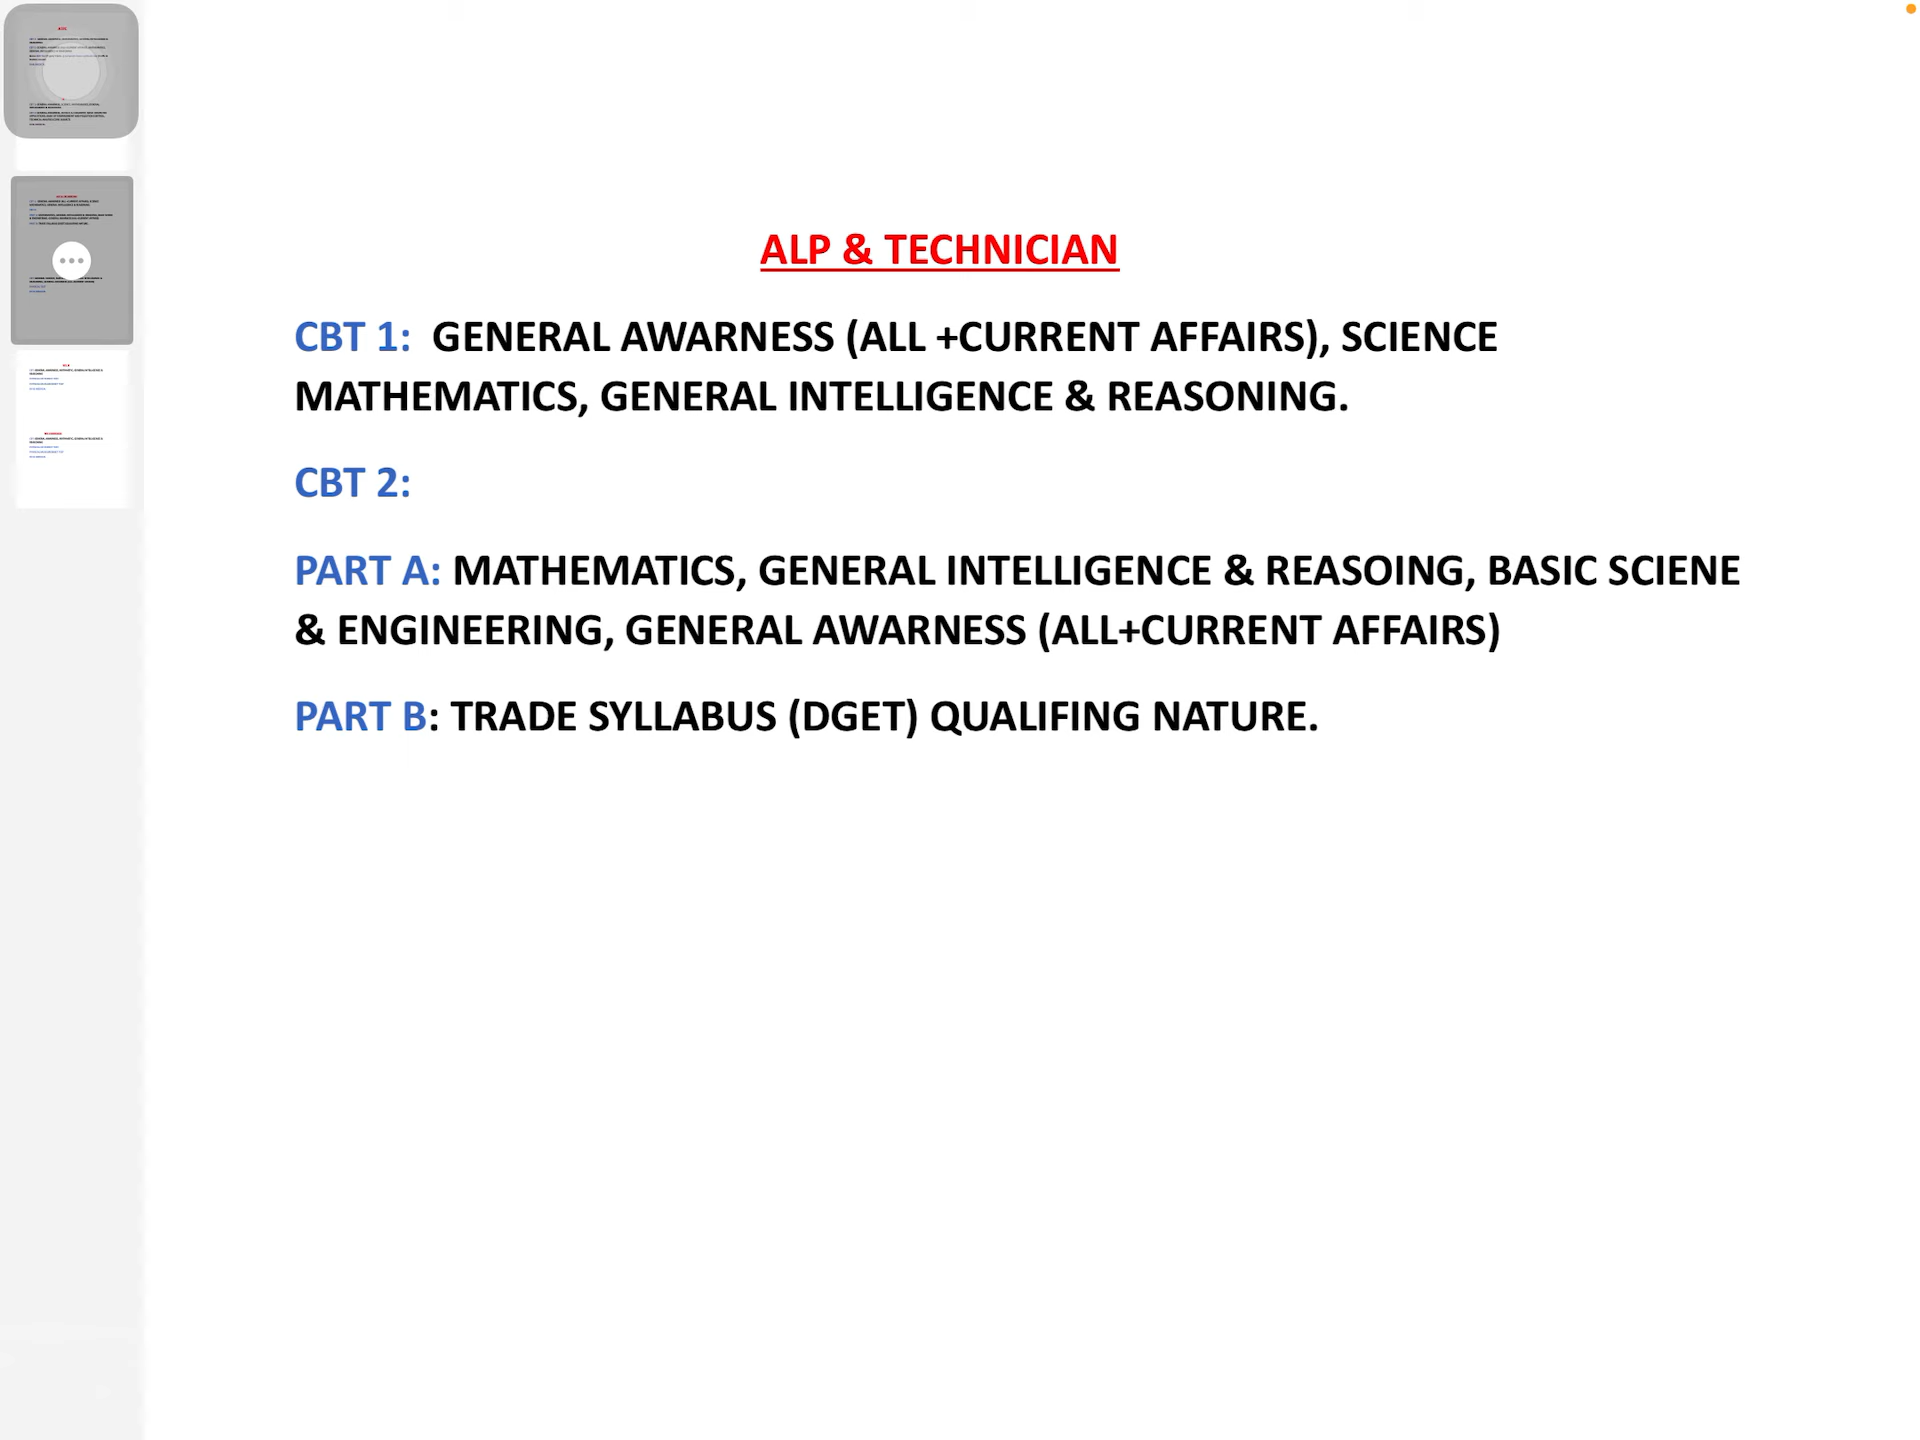 ALP & TECHNICIAN
CBT 1:  GENERAL AWARNESS (ALL +CURRENT AFFAIRS), SCIENCE
MATHEMATICS, GENERAL INTELLIGENCE & REASONING.
CBT 2:
PART A: MATHEMATICS, GENERAL INTELLIGENCE & REASOING, BASIC SCIENE
& ENGINEERING, GENERAL AWARNESS (ALL+CURRENT AFFAIRS)
PART B: TRADE SYLLABUS (DGET) QUALIFING NATURE.